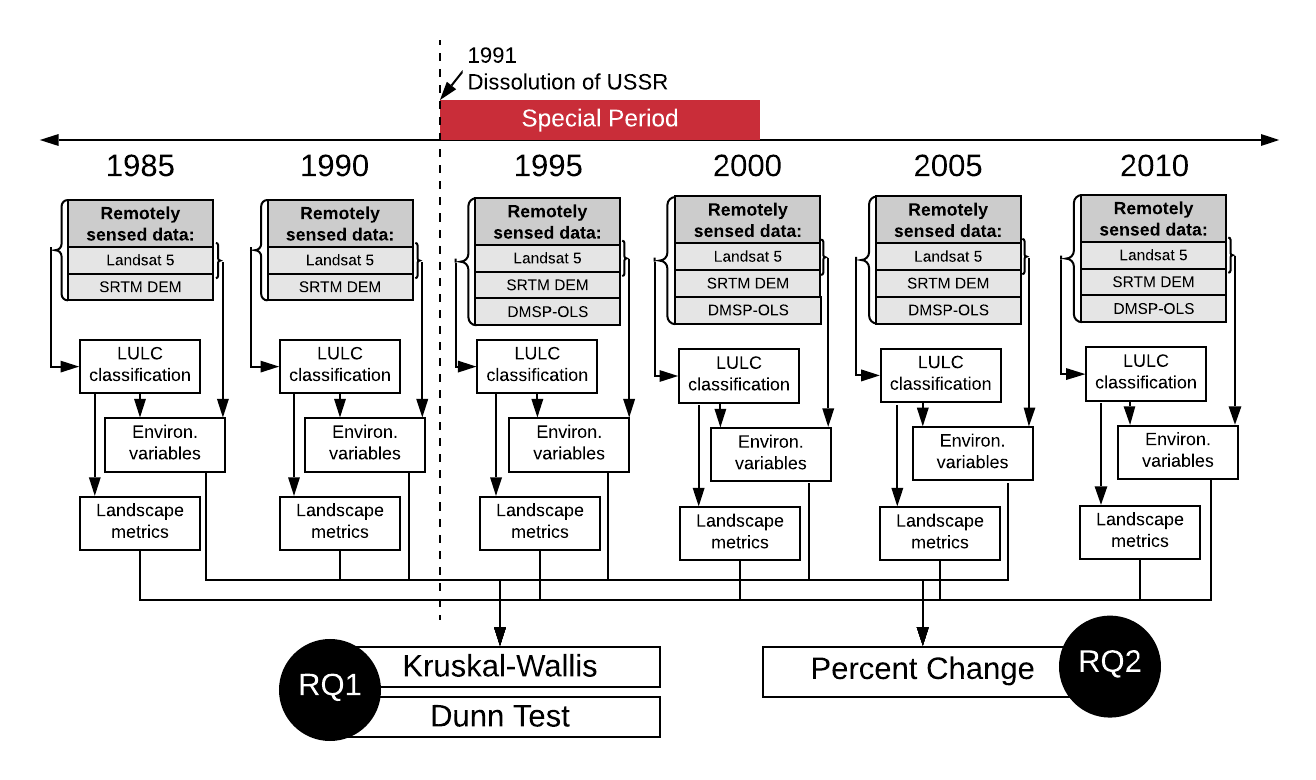 1991
Dissolution of USSR
Special Period
1985
1990
1995
2000
2005
2010
Remotely
sensed data:
Landsat 5
SRTM DEM
LULC
classification
Environ.
variables
Landscape
metrics
Remotely
sensed data:
Landsat 5
SRTM DEM
LULC
classification
Environ.
variables
Landscape
metrics
Remotely
sensed data:
Landsat 5
SRTM DEM
DMSP-OLS
LULC
classification
Environ.
variables
Landscape
metrics
Remotely
sensed data:
Landsat 5
SRTM DEM
DMSP-OLS
LULC
classification
Environ.
variables
Landscape
metrics
Remotely
sensed data:
Landsat 5
SRTM DEM
DMSP-OLS
LULC
classification
Environ.
variables
Landscape
metrics
Remotely
sensed data:
Landsat 5
SRTM DEM
DMSP-OLS
LULC
classification
Environ.
variables
Landscape
metrics
RQ1
Kruskal-Wallis
Dunn Test
Percent Change
RQ2